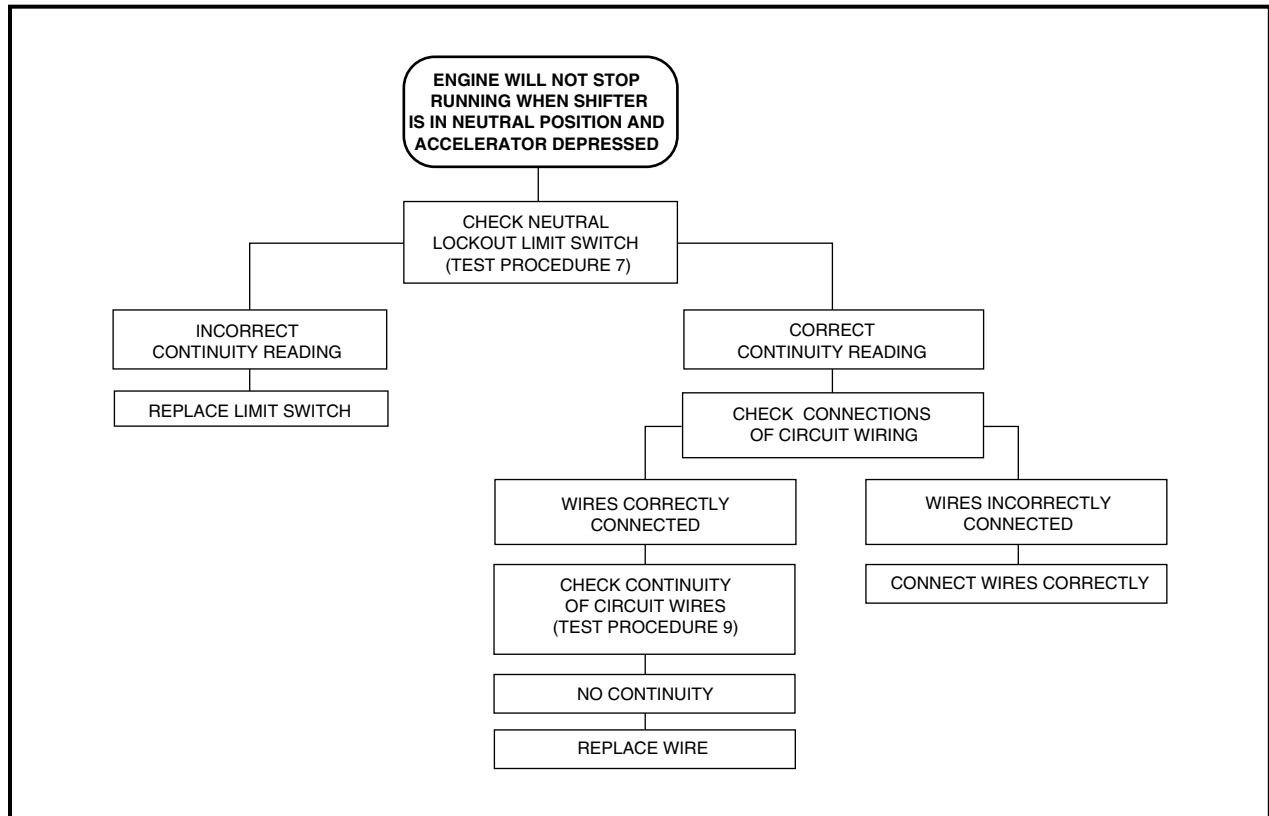 ENGINE WILL NOT STOP
RUNNING WHEN SHIFTER
IS IN NEUTRAL POSITION AND
ACCELERATOR DEPRESSED
CHECK NEUTRAL
LOCKOUT LIMIT SWITCH
(TEST PROCEDURE 7)
INCORRECT
CONTINUITY READING
REPLACE LIMIT SWITCH
CORRECT
CONTINUITY READING
CHECK CONNECTIONS
OF CIRCUIT WIRING
WIRES CORRECTLY
CONNECTED
CHECK CONTINUITY
OF CIRCUIT WIRES
(TEST PROCEDURE 9)
NO CONTINUITY
REPLACE WIRE
WIRES INCORRECTLY
CONNECTED
CONNECT WIRES CORRECTLY